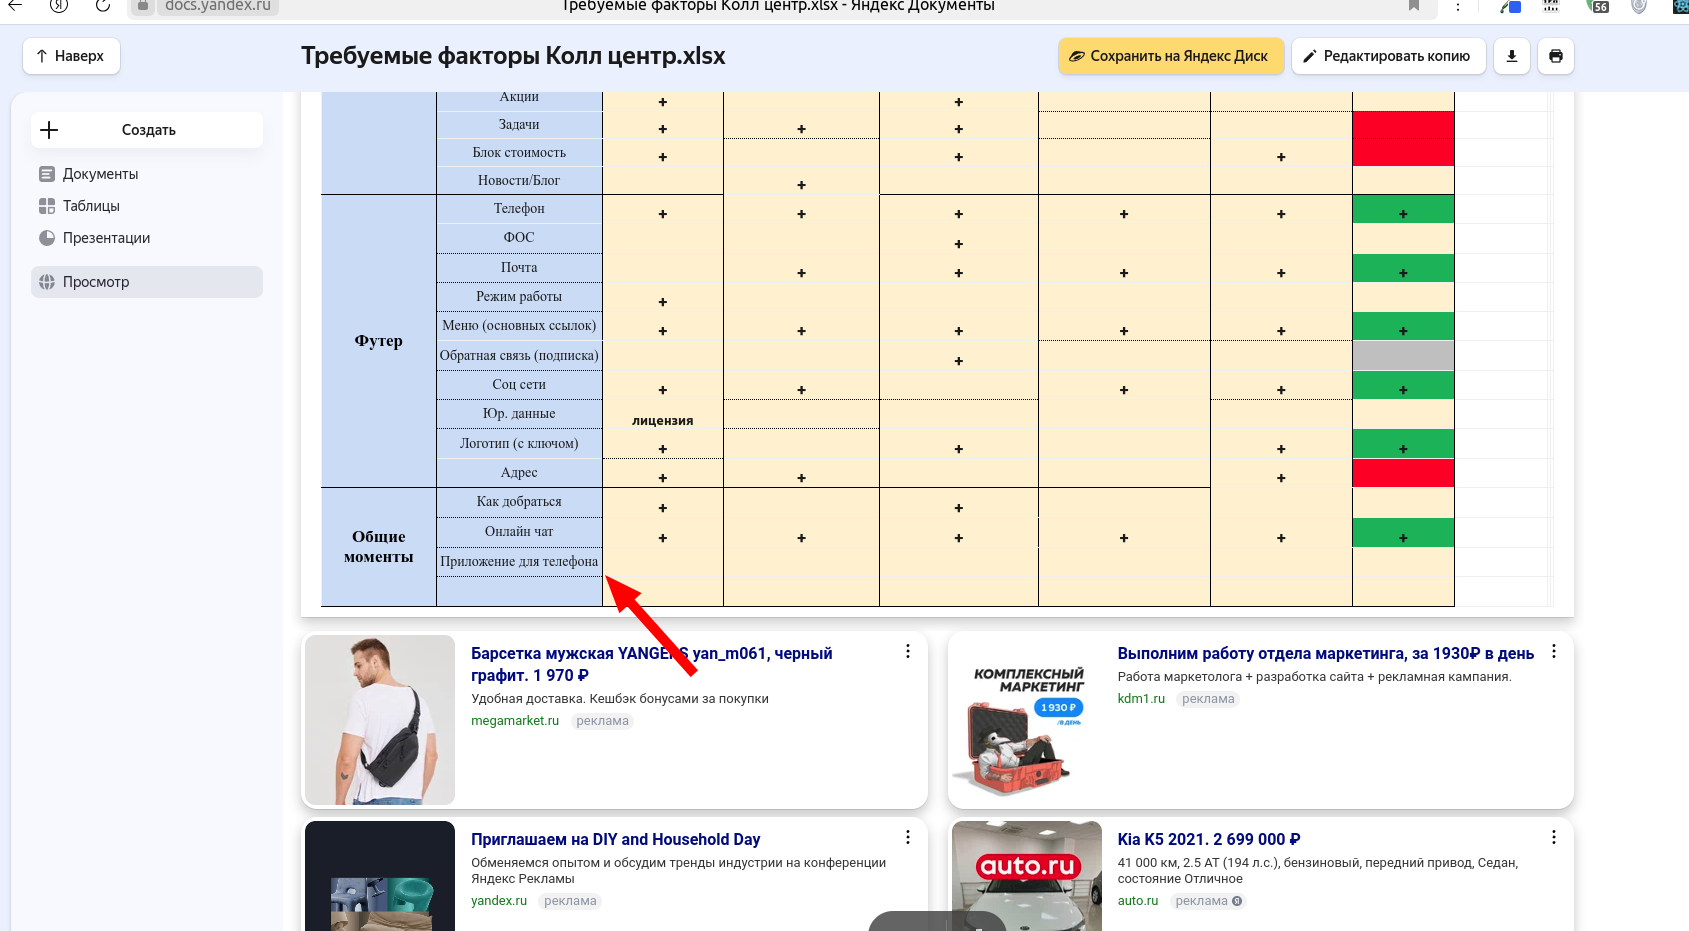 docs.yandex.ru
Требуемые факторы Колл центр.xlsx - Яндекс Документы
56
Наверх
Требуемые факторы Колл центр.xlsx
Сохранить на Яндекс Диск
Редактировать копию
Создать
Документы
Таблицы
Презентации
Просмотр
Акции + +
Задачи + + +
Блок стоимость + + +
Новости/Блог +
Футер
Телефон + + + + + +
ФОС +
Почта + + + + +
Режим работы +
Меню (основных ссылок) + + + + + +
Обратная связь (подписка) +
Соц сети + + + + +
Юр. данные лицензия
Логотип (с ключом) + + + +
Адрес + + +
Общие
моменты
Как добраться + +
Онлайн чат + + + + + +
Приложение для телефона
Барсетка мужская YANGERS yan_m061, черный
графит. 1 970 ₽
Удобная доставка. Кешбэк бонусами за покупки
megamarket.ru реклама
КОМПЛЕКСНЫЙ
МАРКЕТИНГ
1 930 ₽
/В ДЕНЬ
Выполним работу отдела маркетинга, за 1930₽ в день
Работа маркетолога + разработка сайта + рекламная кампания.
kdm1.ru реклама
Приглашаем на DIY and Household Day
Обменяемся опытом и обсудим тренды индустрии на конференции
Яндекс Рекламы
yandex.ru реклама
auto.ru
Kia K5 2021. 2 699 000 ₽
41 000 км, 2.5 AT (194 л.с.), бензиновый, передний привод, Седан,
состояние Отличное
auto.ru реклама